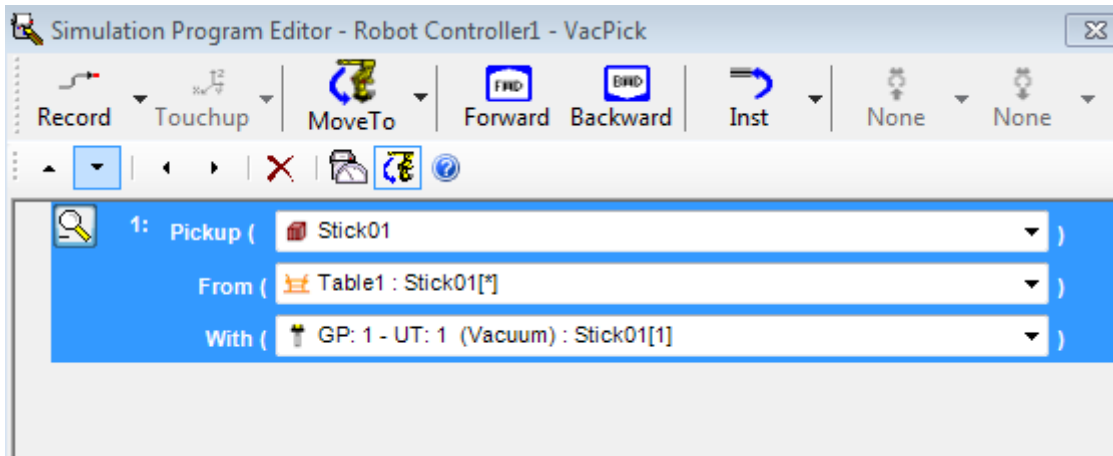 Simulation Program Editor - Robot Controller1 - VacPick
FWD BWD
Record Touchup MoveTo Forward Backward Inst None None
1: Pickup ( Stick01 )
From ( Table1 : Stick01[*] )
With ( GP: 1 - UT: 1 (Vacuum) : Stick01[1] )